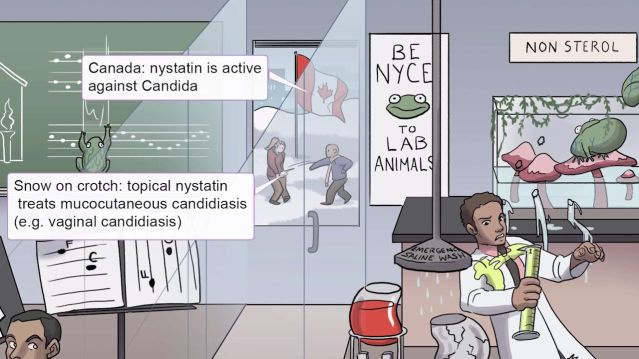 Canada: nystatin is active
against Candida
Snow on crotch: topical nystatin
treats mucocutaneous candidiasis
(e.g. vaginal candidiasis)
BE
NYCE
TO
LAB
ANIMALS
NON STEROL
EMERGENCY
SALINE WASH